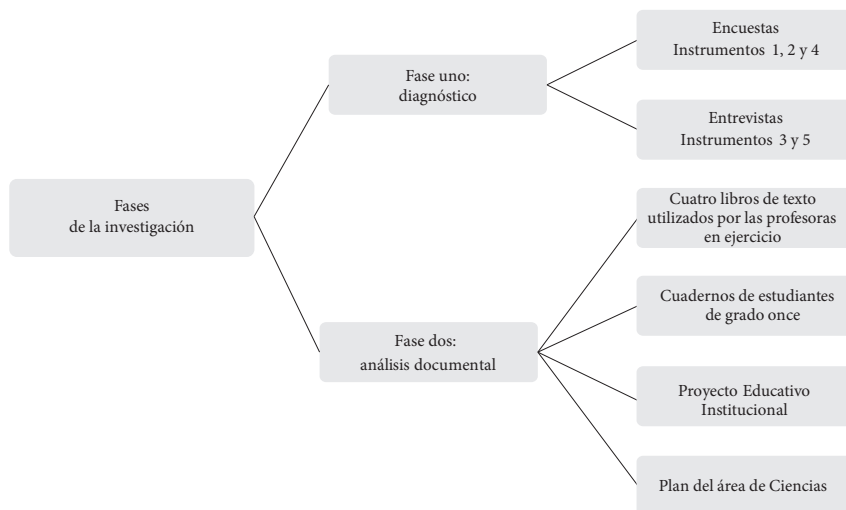 Fases
de la investigación
Fase uno:
diagnóstico
Encuestas
Instrumentos 1, 2 y 4
Entrevistas
Instrumentos 3 y 5
Fase dos:
análisis documental
Cuatro libros de texto
utilizados por las profesoras
en ejercicio
Cuadernos de estudiantes
de grado once
Proyecto Educativo
Institucional
Plan del área de Ciencias